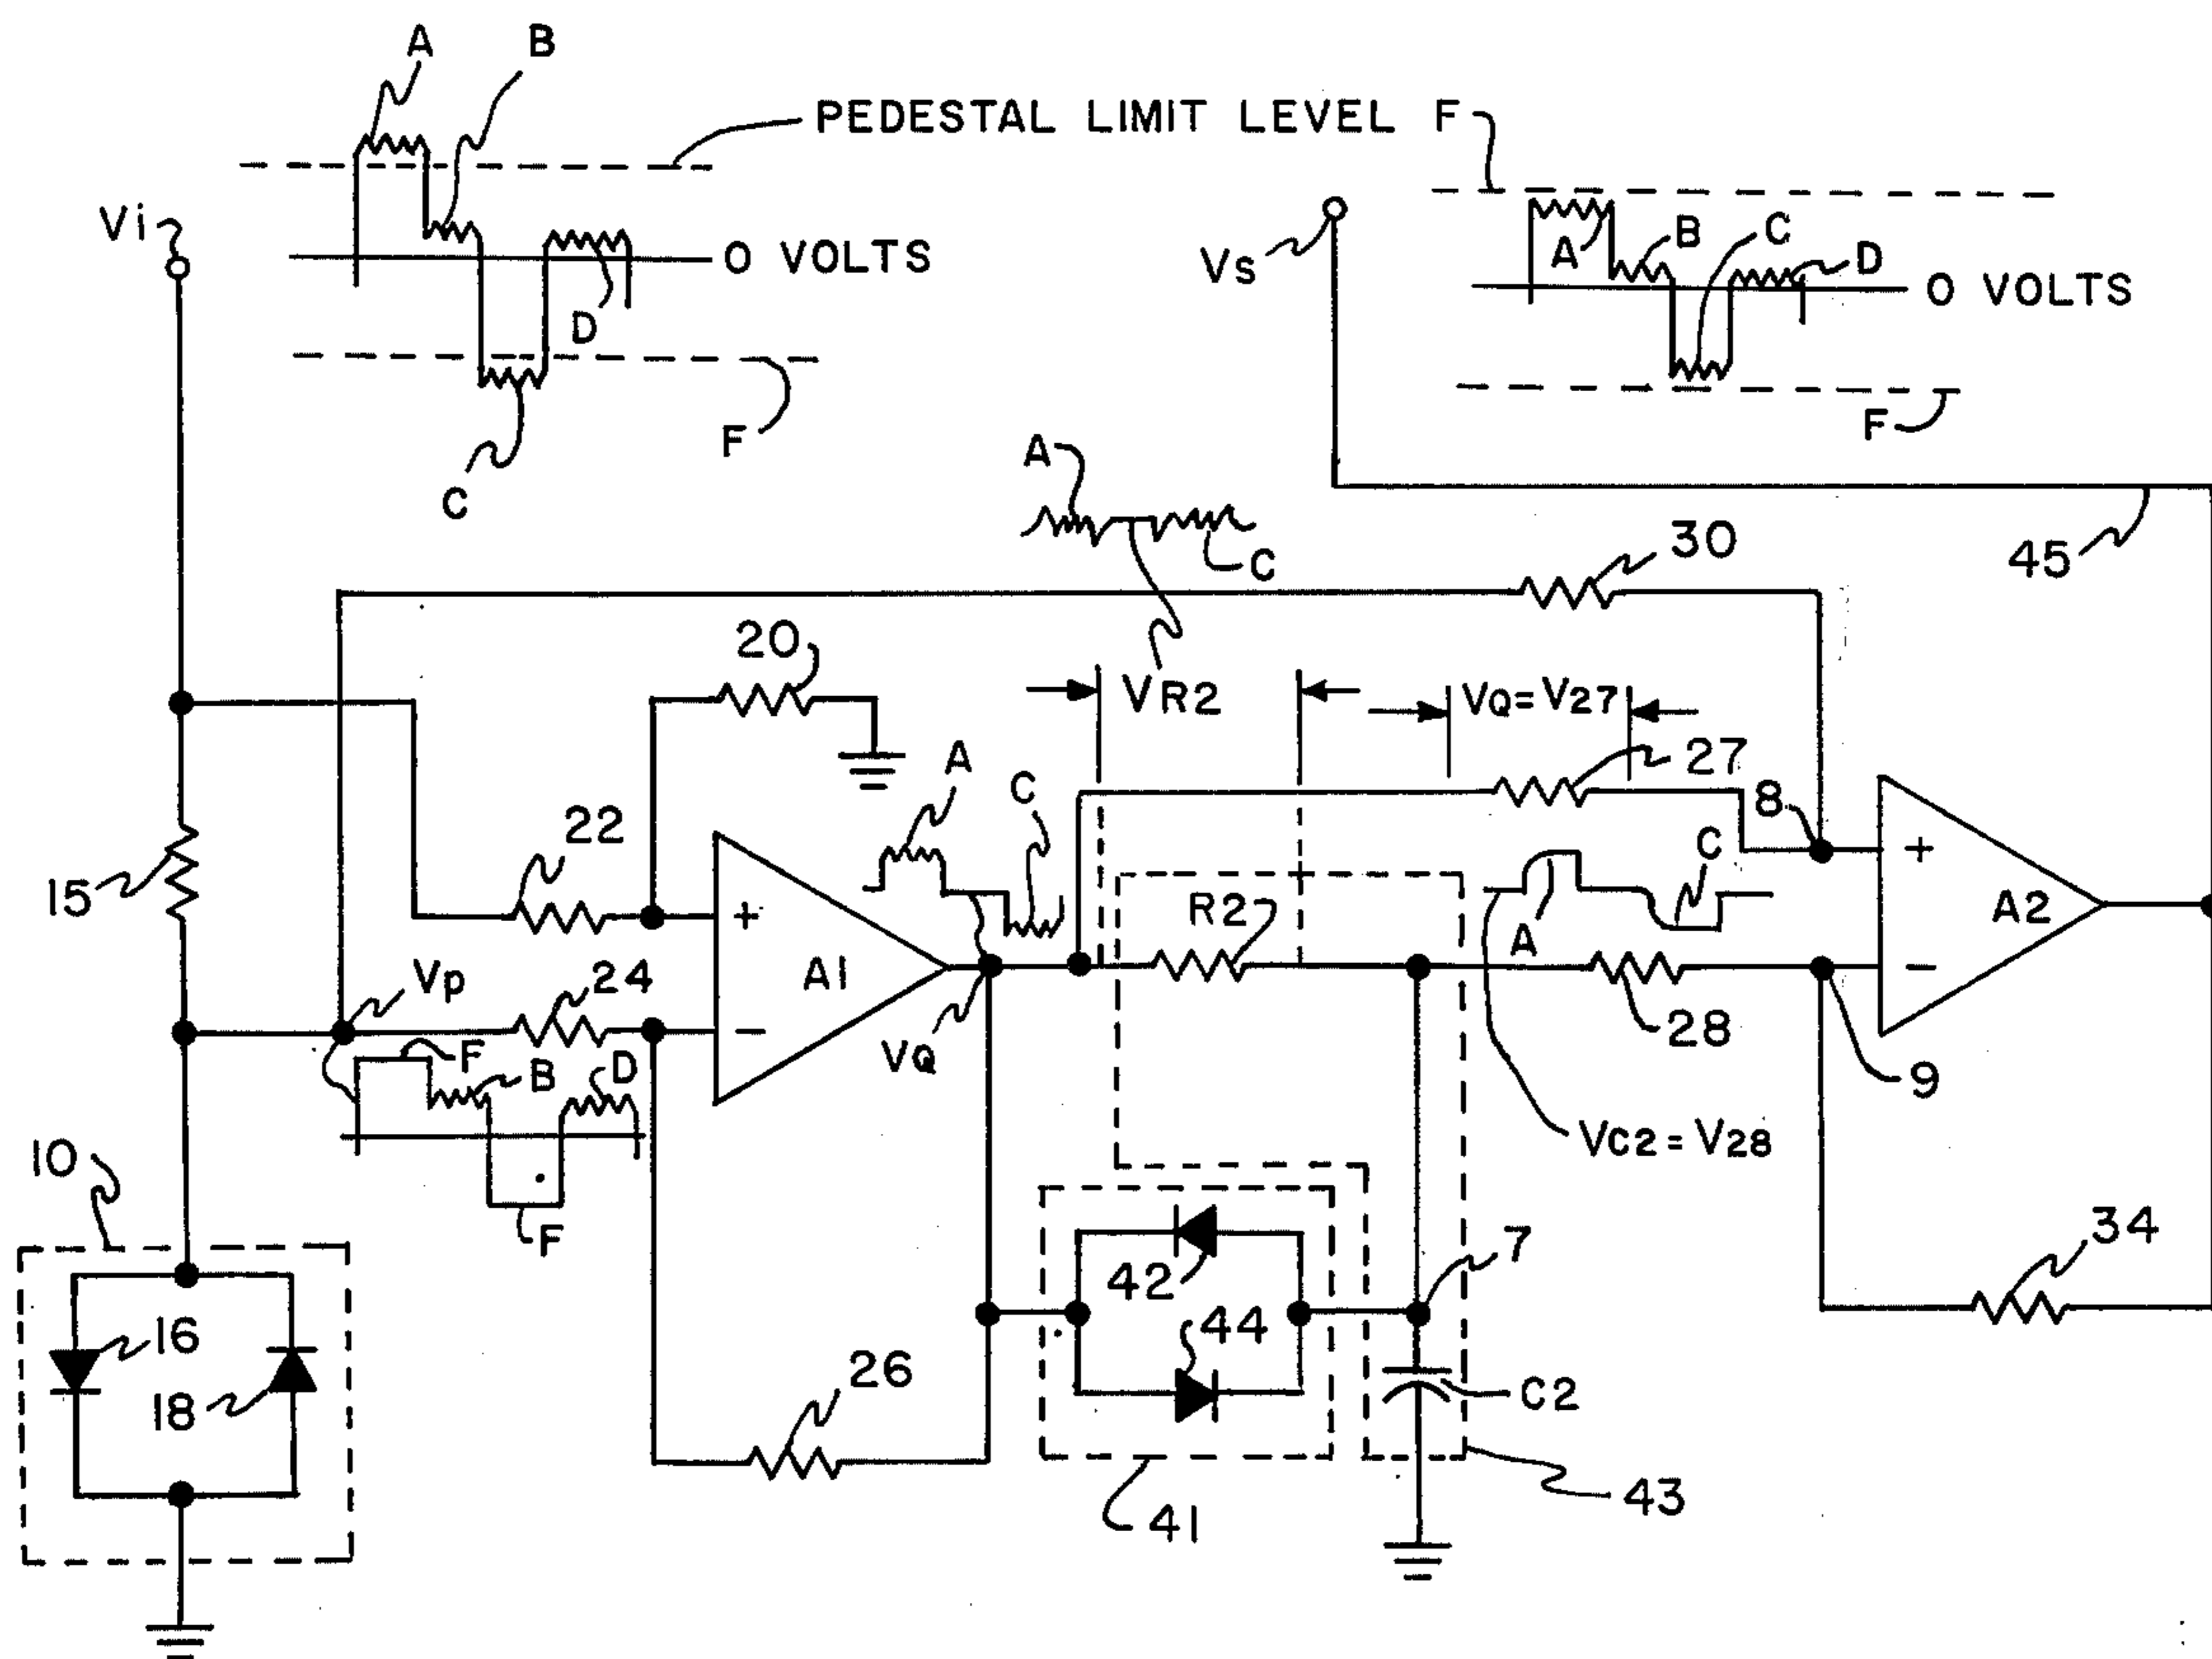 A B
PEDESTAL LIMIT LEVEL F
Vi
0 VOLTS
D
F
C
Vs
A B C D
0 VOLTS
F
A
C
30
45
20
VR2
VQ=V27
27
A
C
22
8
C
15
R2
A1
A2
A
Vp
24
VQ
28
9
F
B
D
VC2=V28
10
F
7
34
42
16
44
18
26
C2
41
43
+
-
+
-